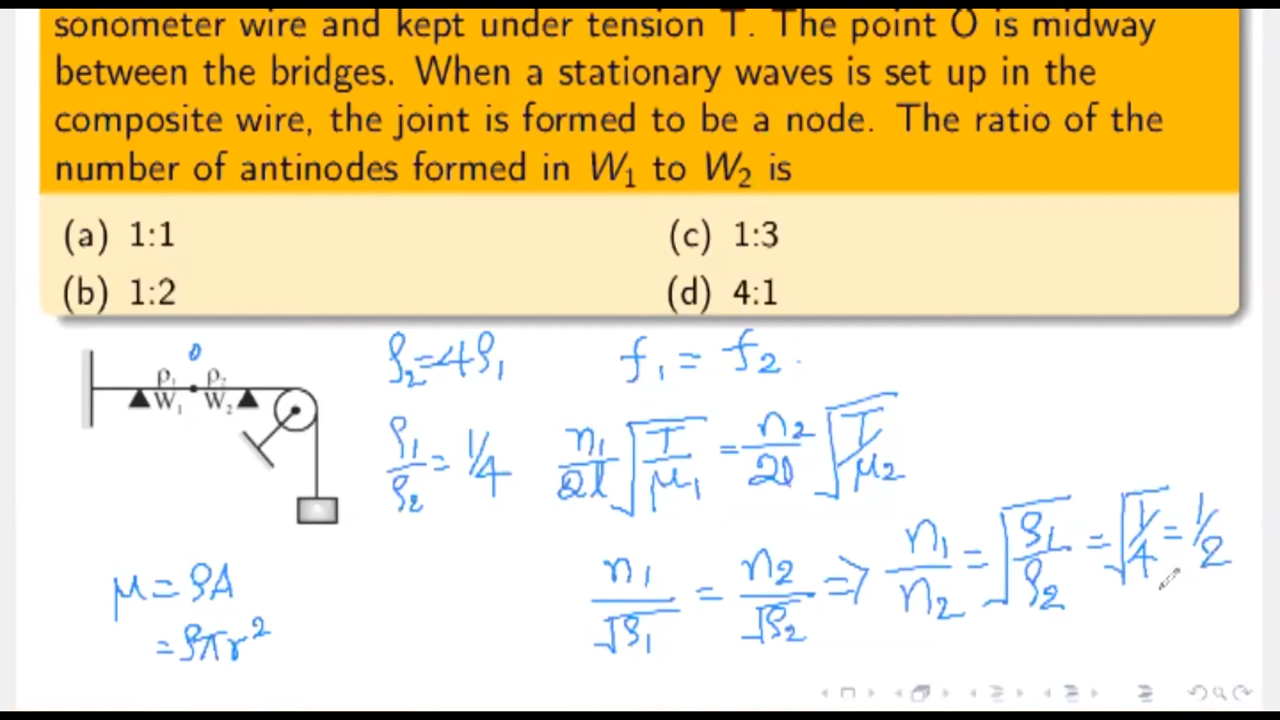 sonometer wire and kept under tension T. The point O is midway
between the bridges. When a stationary waves is set up in the
composite wire, the joint is formed to be a node. The ratio of the
number of antinodes formed in W₁ to W₂ is
(a) 1:1
(c) 1:3
(b) 1:2
(d) 4:1
O
ρ₁ ρ₂
W₁ W₂
ρ₂=4ρ₁
f₁ = f₂.
ρ₁/ρ₂ = 1/4
n₁/2l √(T/μ₁) = n₂/2l √(T/μ₂)
μ = ρA
= ρπr²
n₁/√ρ₁ = n₂/√ρ₂ ⇒ n₁/n₂ = √(ρ₁/ρ₂) = √(1/4) = 1/2